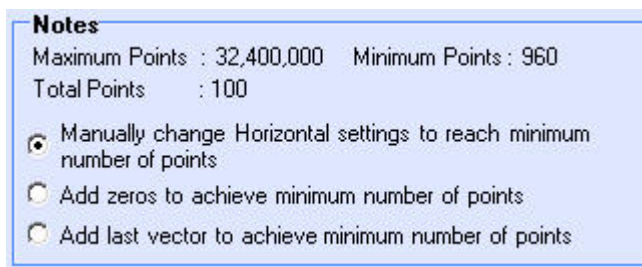 Notes
Maximum Points : 32,400,000 Minimum Points : 960
Total Points : 100
Manually change Horizontal settings to reach minimum
number of points
Add zeros to achieve minimum number of points
Add last vector to achieve minimum number of points